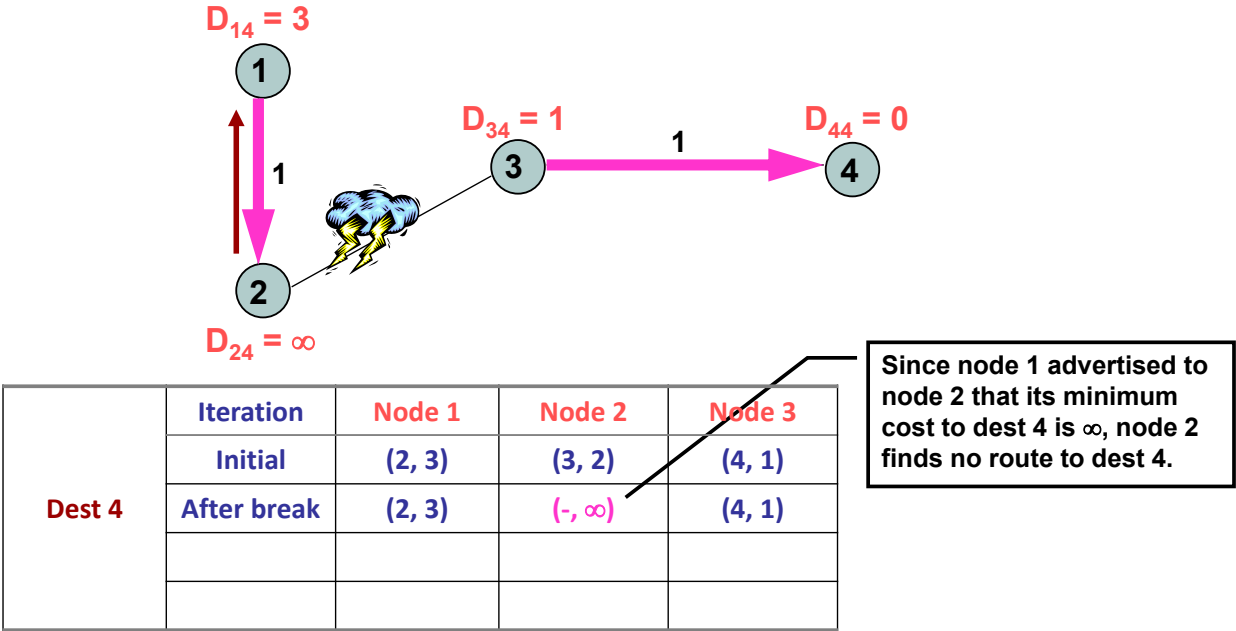 D14 = 3
1
D34 = 1
D44 = 0
1
3
4
1
2
D24 = ∞
Since node 1 advertised to
node 2 that its minimum
cost to dest 4 is ∞, node 2
finds no route to dest 4.
Iteration Node 1 Node 2 Node 3
Initial (2, 3) (3, 2) (4, 1)
Dest 4 After break (2, 3) (-, ∞) (4, 1)